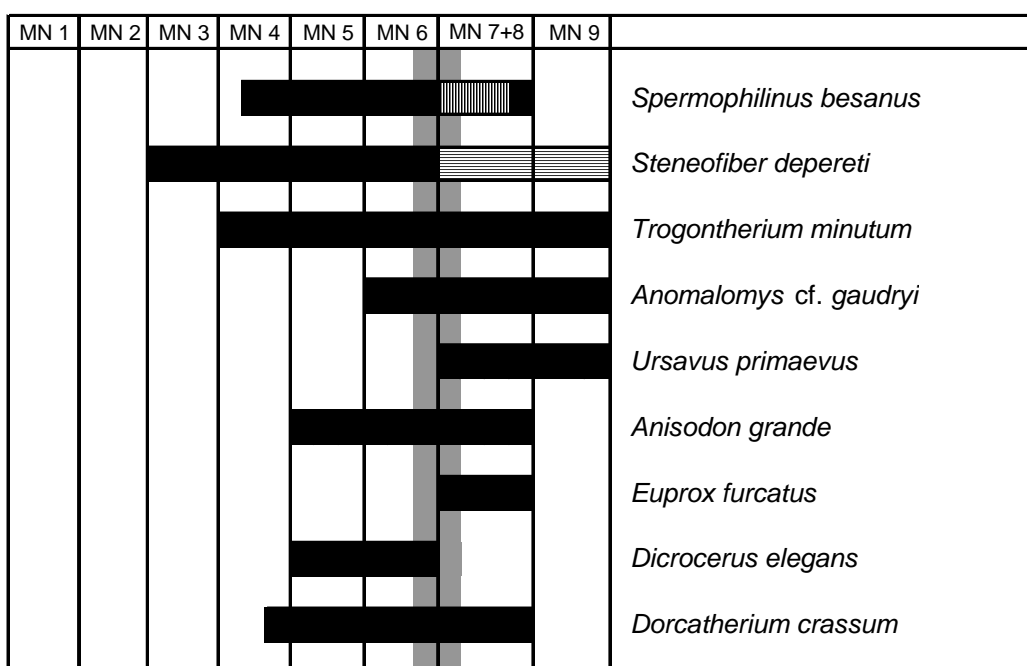 MN 1 MN 2 MN 3 MN 4 MN 5 MN 6 MN 7+8 MN 9
Spermophilinus besanus
Steneofiber depereti
Trogontherium minutum
Anomalomys cf. gaudryi
Ursavus primaevus
Anisodon grande
Euprox furcatus
Dicrocerus elegans
Dorcatherium crassum